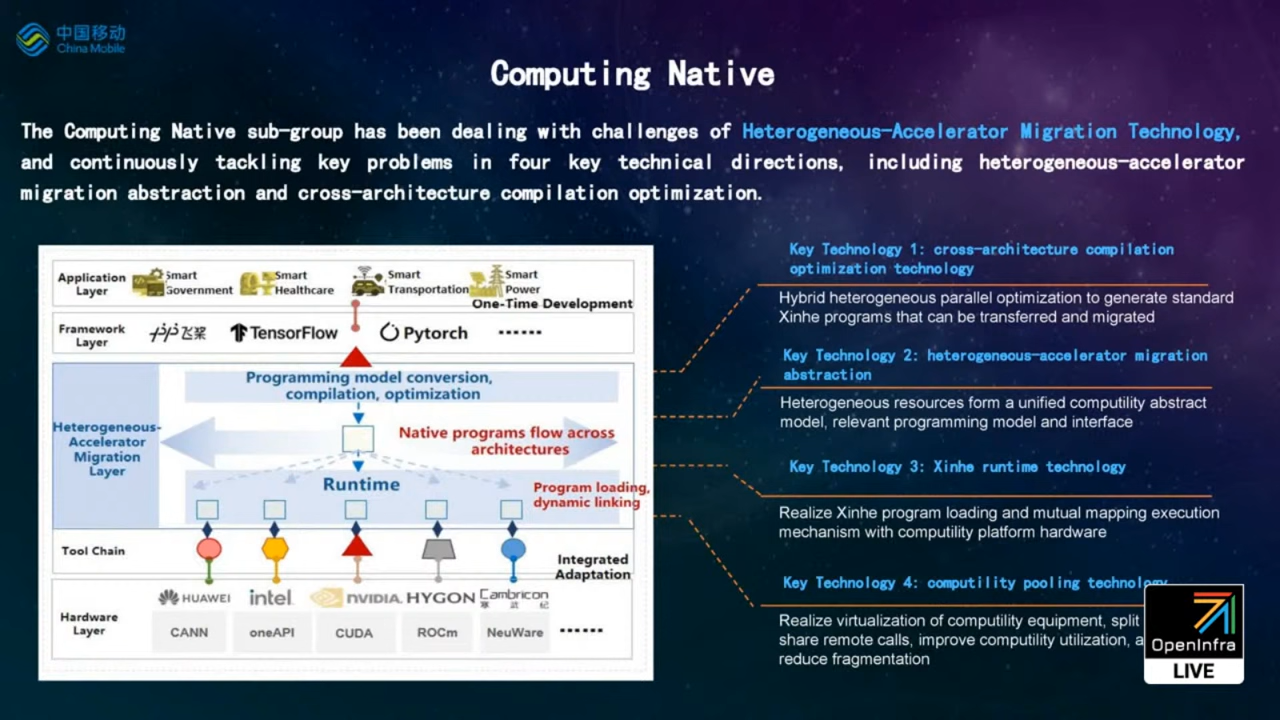 中国移动
China Mobile
Computing Native
The Computing Native sub-group has been dealing with challenges of Heterogeneous-Accelerator Migration Technology,
and continuously tackling key problems in four key technical directions, including heterogeneous-accelerator
migration abstraction and cross-architecture compilation optimization.
Application
Layer
Smart
Government
Smart
Healthcare
Smart
Transportation
Smart
Power
One-Time Development
Framework
Layer
飞桨
TensorFlow
Pytorch
······
Heterogeneous-
Accelerator
Migration
Layer
Programming model conversion,
compilation, optimization
Native programs flow across
architectures
Runtime
Program loading,
dynamic linking
Tool Chain
Integrated
Adaptation
Hardware
Layer
HUAWEI
intel
NVIDIA.
HYGON
Cambricon
寒武纪
CANN
oneAPI
CUDA
ROCm
NeuWare
······
Key Technology 1: cross-architecture compilation
optimization technology
Hybrid heterogeneous parallel optimization to generate standard
Xinhe programs that can be transferred and migrated
Key Technology 2: heterogeneous-accelerator migration
abstraction
Heterogeneous resources form a unified computility abstract
model, relevant programming model and interface
Key Technology 3: Xinhe runtime technology
Realize Xinhe program loading and mutual mapping execution
mechanism with computility platform hardware
Key Technology 4: computility pooling technology
Realize virtualization of computility equipment, split
share remote calls, improve computility utilization,
reduce fragmentation
OpenInfra
LIVE